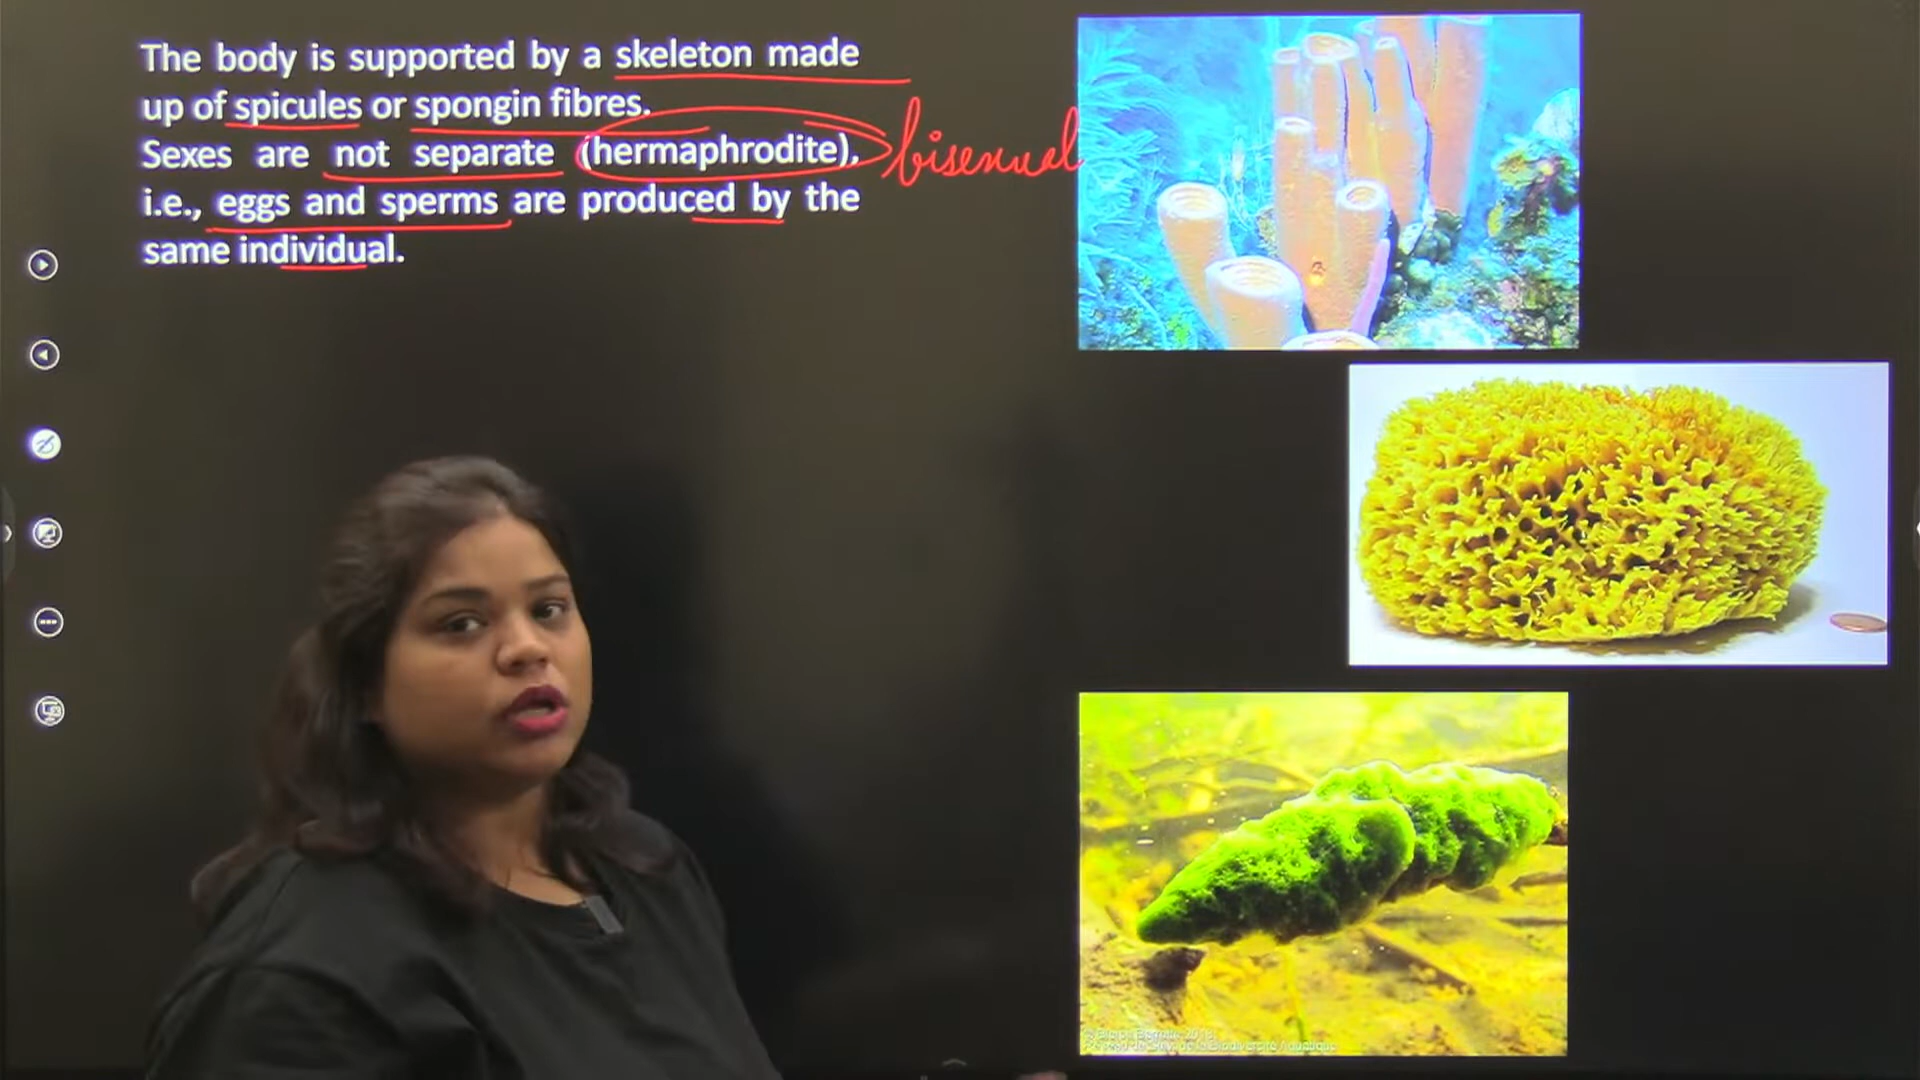 The body is supported by a skeleton made
up of spicules or spongin fibres.
Sexes are not separate (hermaphrodite),
bisexual
i.e., eggs and sperms are produced by the
same individual.